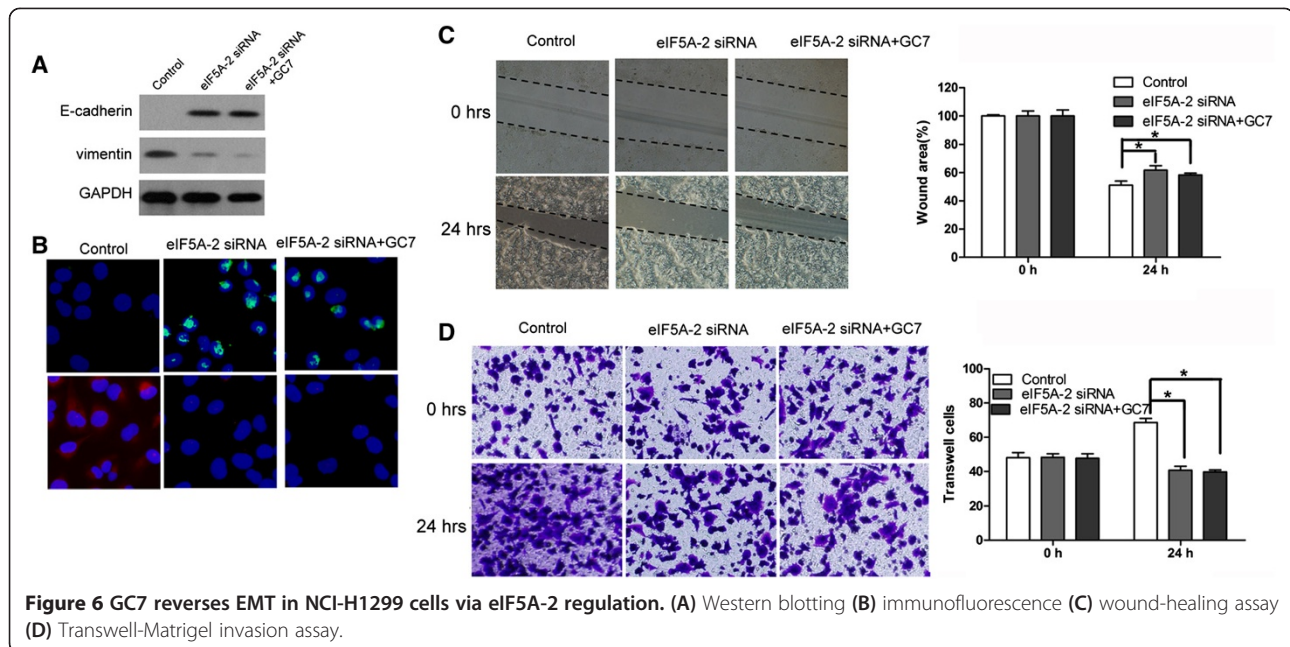 A
Control
eIF5A-2 siRNA
eIF5A-2 siRNA
+GC7
E-cadherin
vimentin
GAPDH
B
Control
eIF5A-2 siRNA
eIF5A-2 siRNA+GC7
C
Control
eIF5A-2 siRNA
eIF5A-2 siRNA+GC7
0 hrs
24 hrs
Control
eIF5A-2 siRNA
eIF5A-2 siRNA+GC7
Wound area(%)
120
100
80
60
40
20
0
* 
*
0 h
24 h
D
Control
eIF5A-2 siRNA
eIF5A-2 siRNA+GC7
0 hrs
24 hrs
Control
eIF5A-2 siRNA
eIF5A-2 siRNA+GC7
Transwell cells
100
80
60
40
20
0
*
*
0 h
24 h
Figure 6 GC7 reverses EMT in NCI-H1299 cells via eIF5A-2 regulation. (A) Western blotting (B) immunofluorescence (C) wound-healing assay
(D) Transwell-Matrigel invasion assay.